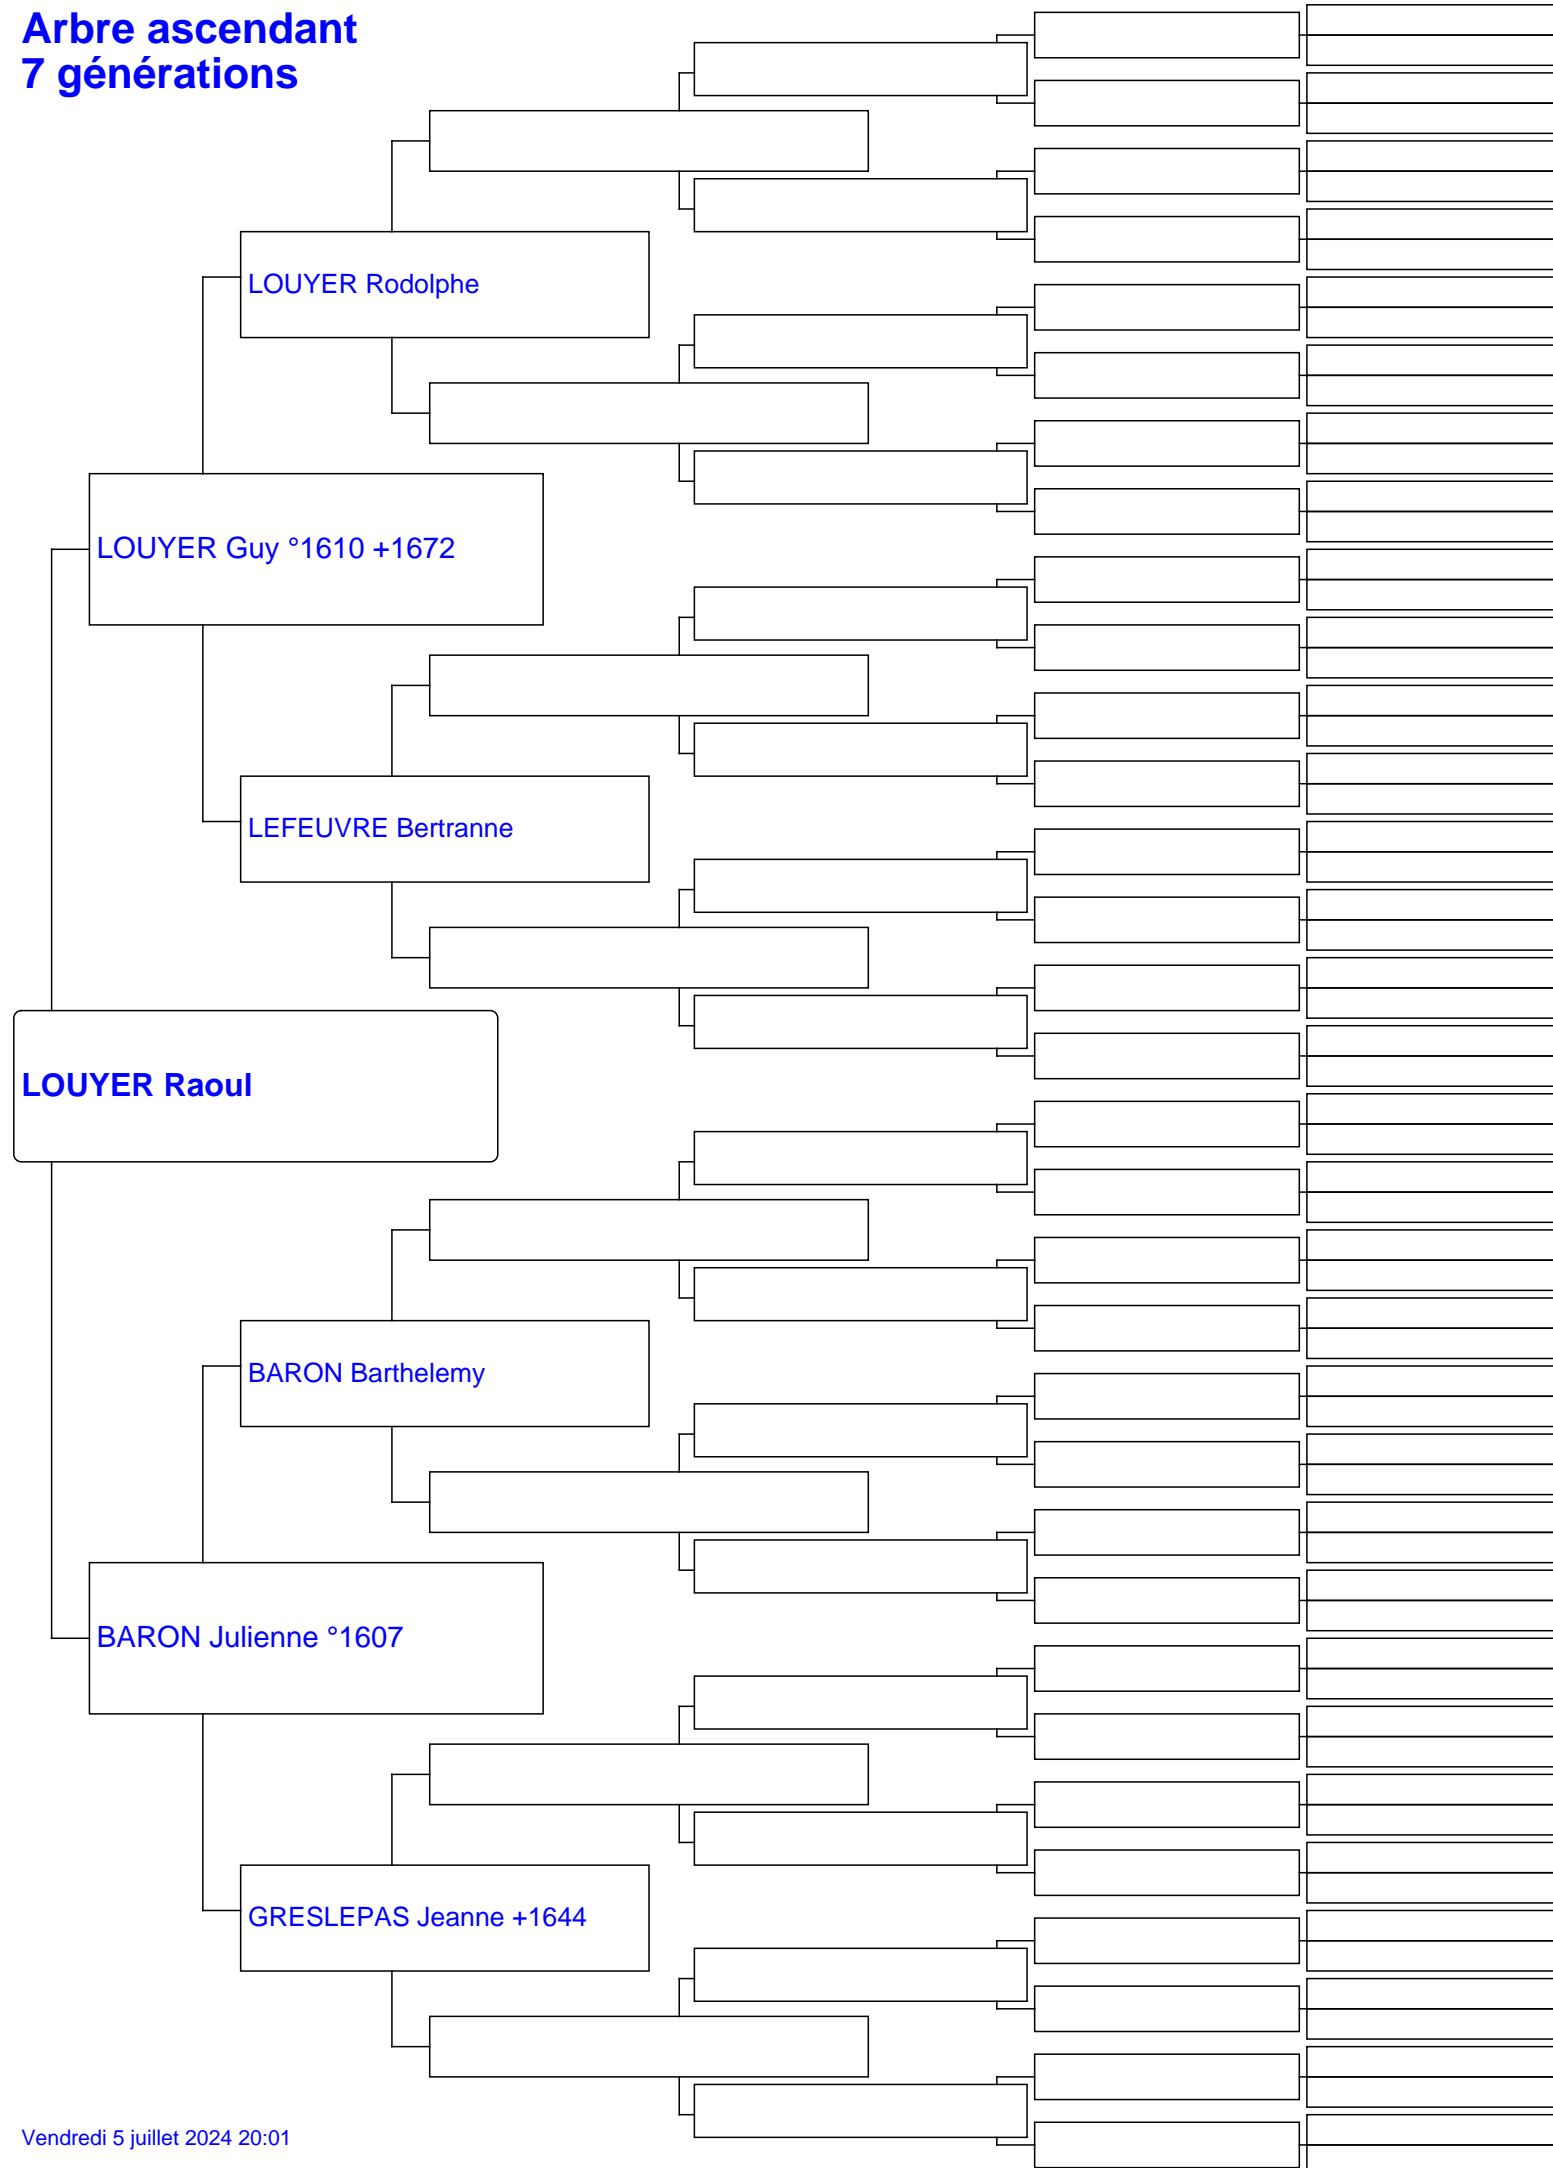 Arbre ascendant
7 générations
LOUYER Rodolphe
LOUYER Guy °1610 +1672
LEFEUVRE Bertranne
LOUYER Raoul
BARON Barthelemy
BARON Julienne °1607
GRESLEPAS Jeanne +1644
Vendredi 5 juillet 2024 20:01